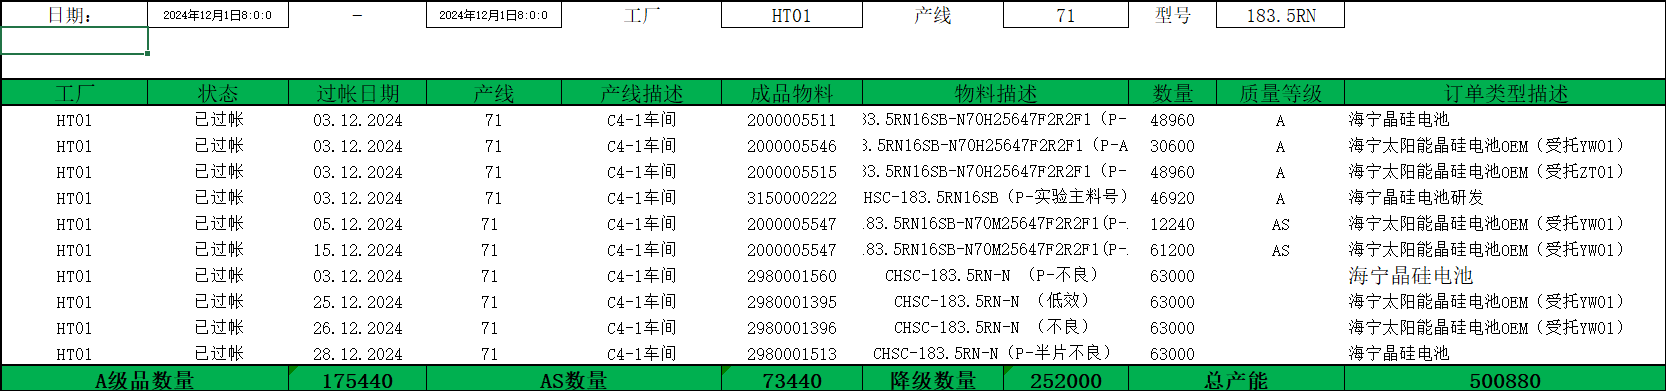 日期： 2024年12月1日8:0:0 — 2024年12月1日8:0:0 工厂 HT01 产线 71 型号 183.5RN
工厂 状态 过帐日期 产线 产线描述 成品物料 物料描述 数量 质量等级 订单类型描述
HT01 已过帐 03.12.2024 71 C4-1车间 2000005511 83.5RN16SB-N70H25647F2R2F1（P- 48960 A 海宁晶硅电池
HT01 已过帐 03.12.2024 71 C4-1车间 2000005546 3.5RN16SB-N70H25647F2R2F1（P-A 30600 A 海宁太阳能晶硅电池OEM（受托YW01）
HT01 已过帐 03.12.2024 71 C4-1车间 2000005515 83.5RN16SB-N70H25647F2R2F1（P- 48960 A 海宁太阳能晶硅电池OEM（受托ZT01）
HT01 已过帐 03.12.2024 71 C4-1车间 3150000222 HSC-183.5RN16SB（P-实验主料号） 46920 A 海宁晶硅电池研发
HT01 已过帐 05.12.2024 71 C4-1车间 2000005547 183.5RN16SB-N70M25647F2R2F1(P- 12240 AS 海宁太阳能晶硅电池OEM（受托YW01）
HT01 已过帐 15.12.2024 71 C4-1车间 2000005547 183.5RN16SB-N70M25647F2R2F1(P- 61200 AS 海宁太阳能晶硅电池OEM（受托YW01）
HT01 已过帐 03.12.2024 71 C4-1车间 2980001560 CHSC-183.5RN-N （P-不良） 63000 海宁晶硅电池
HT01 已过帐 25.12.2024 71 C4-1车间 2980001395 CHSC-183.5RN-N （低效） 63000 海宁太阳能晶硅电池OEM（受托YW01）
HT01 已过帐 26.12.2024 71 C4-1车间 2980001396 CHSC-183.5RN-N （不良） 63000 海宁太阳能晶硅电池OEM（受托YW01）
HT01 已过帐 28.12.2024 71 C4-1车间 2980001513 CHSC-183.5RN-N（P-半片不良） 63000 海宁晶硅电池
A级品数量 175440 AS数量 73440 降级数量 252000 总产能 500880